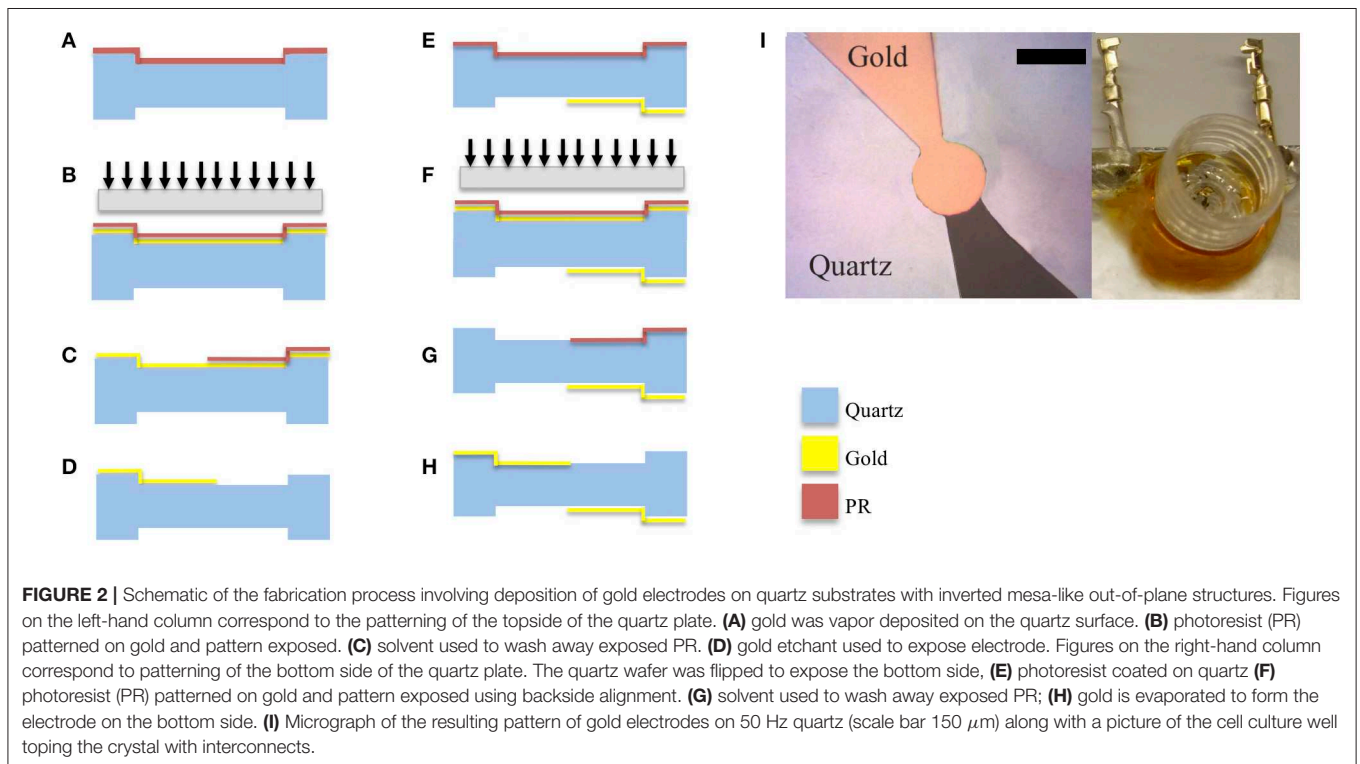 A
B
C
D
E
F
G
H
I
Gold
Quartz
Quartz
Gold
PR
FIGURE 2 | Schematic of the fabrication process involving deposition of gold electrodes on quartz substrates with inverted mesa-like out-of-plane structures. Figures
on the left-hand column correspond to the patterning of the topside of the quartz plate. (A) gold was vapor deposited on the quartz surface. (B) photoresist (PR)
patterned on gold and pattern exposed. (C) solvent used to wash away exposed PR. (D) gold etchant used to expose electrode. Figures on the right-hand column
correspond to patterning of the bottom side of the quartz plate. The quartz wafer was flipped to expose the bottom side, (E) photoresist coated on quartz (F)
photoresist (PR) patterned on gold and pattern exposed using backside alignment. (G) solvent used to wash away exposed PR; (H) gold is evaporated to form the
electrode on the bottom side. (I) Micrograph of the resulting pattern of gold electrodes on 50 Hz quartz (scale bar 150 μm) along with a picture of the cell culture well
toping the crystal with interconnects.